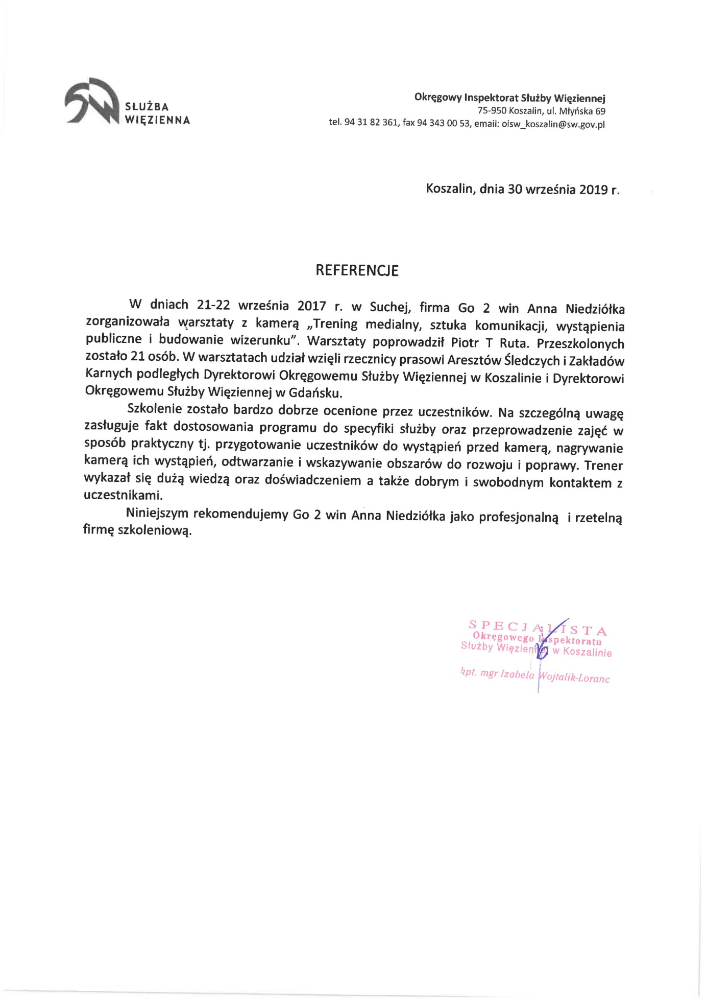 SŁUŻBA
WIĘZIENNA
Okręgowy Inspektorat Służby Więziennej
75-950 Koszalin, ul. Młyńska 69
tel. 94 31 82 361, fax 94 343 00 53, email: oisw_koszalin@sw.gov.pl
Koszalin, dnia 30 września 2019 r.
REFERENCJE
W dniach 21-22 września 2017 r. w Suchej, firma Go 2 win Anna Niedziółka
zorganizowała warsztaty z kamerą „Trening medialny, sztuka komunikacji, wystąpienia
publiczne i budowanie wizerunku”. Warsztaty poprowadził Piotr T Ruta. Przeszkolonych
zostało 21 osób. W warsztatach udział wzięli rzecznicy prasowi Aresztów Śledczych i Zakładów
Karnych podległych Dyrektorowi Okręgowemu Służby Więziennej w Koszalinie i Dyrektorowi
Okręgowemu Służby Więziennej w Gdańsku.
Szkolenie zostało bardzo dobrze ocenione przez uczestników. Na szczególną uwagę
zasługuje fakt dostosowania programu do specyfiki służby oraz przeprowadzenie zajęć w
sposób praktyczny tj. przygotowanie uczestników do wystąpień przed kamerą, nagrywanie
kamerą ich wystąpień, odtwarzanie i wskazywanie obszarów do rozwoju i poprawy. Trener
wykazał się dużą wiedzą oraz doświadczeniem a także dobrym i swobodnym kontaktem z
uczestnikami.
Niniejszym rekomendujemy Go 2 win Anna Niedziółka jako profesjonalną i rzetelną
firmę szkoleniową.
SPECJALISTA
Okręgowego Inspektoratu
Służby Więziennej w Koszalinie
kpt. mgr Izabela Wojtalik-Loranc